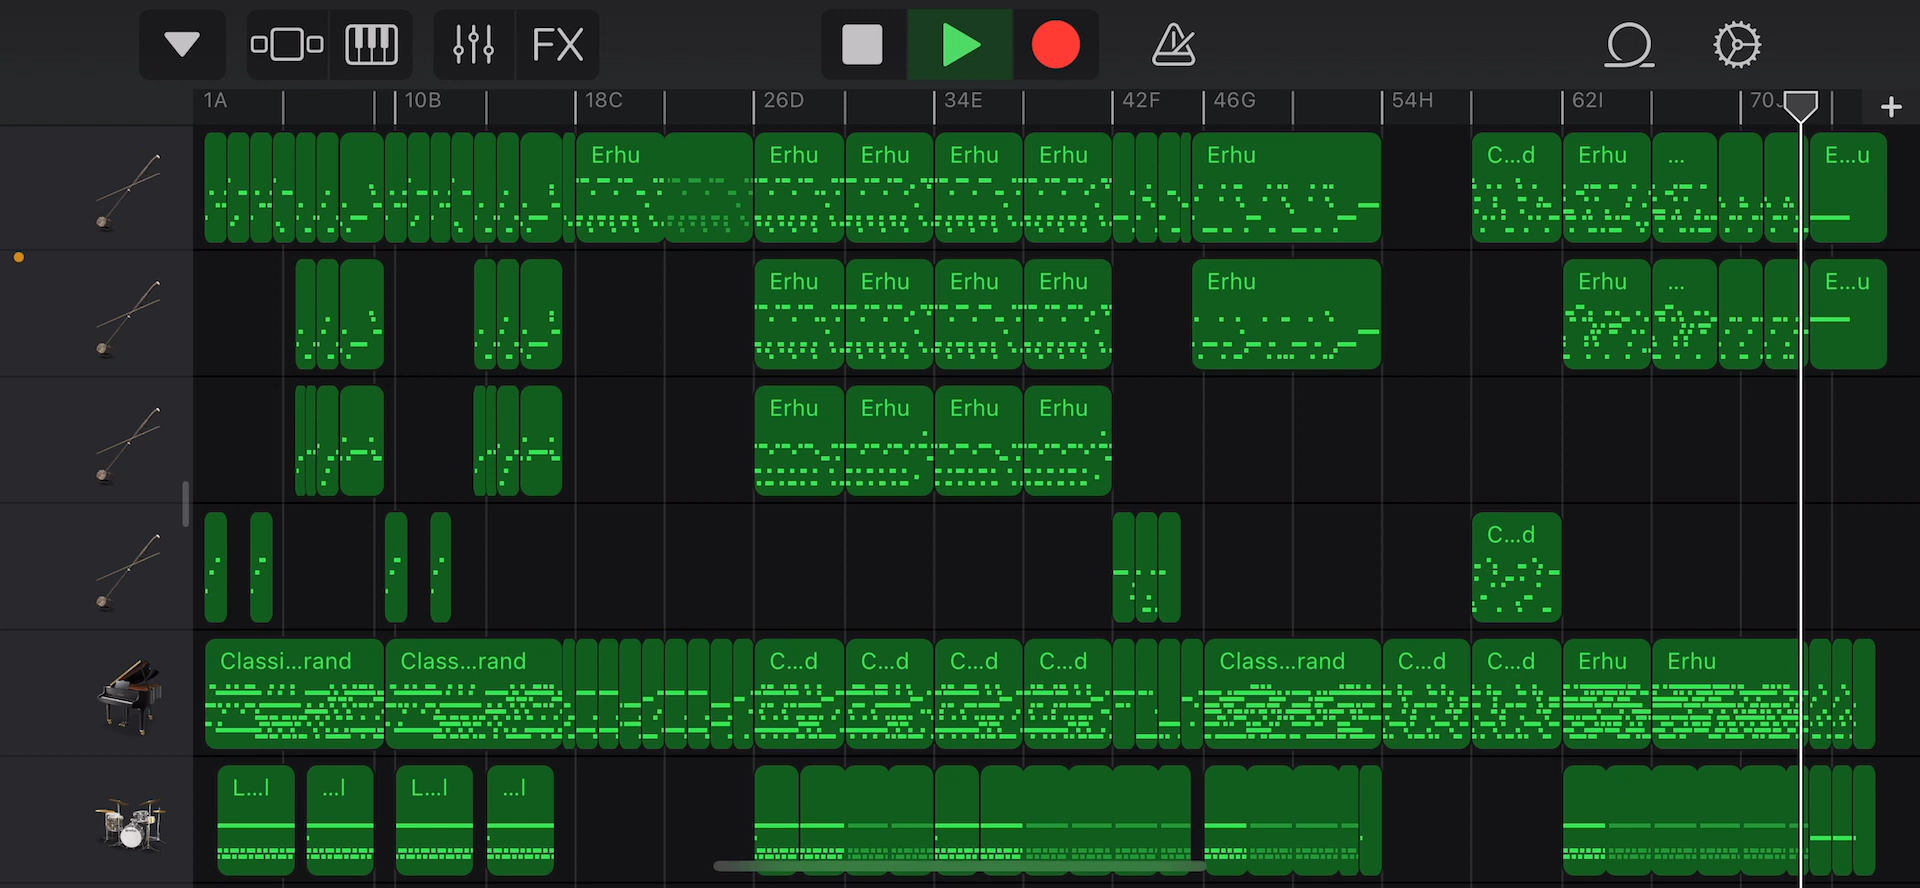 FX
1A 10B 18C 26D 34E 42F 46G 54H 62I 70J
Erhu Erhu Erhu Erhu Erhu Erhu C...d Erhu ... E...u
Erhu Erhu Erhu Erhu Erhu Erhu ... E...u
Erhu Erhu Erhu Erhu
C...d
Classi...rand Class...rand C...d C...d C...d C...d Class...rand C...d C...d Erhu Erhu
L...l ...l L...l ...l